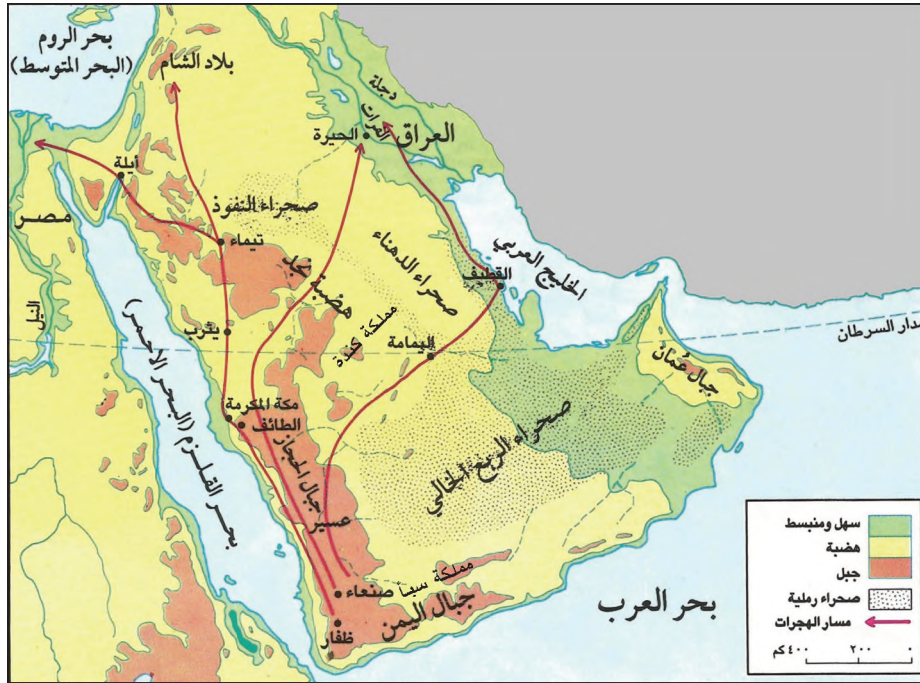 بحر الروم
(البحر المتوسط)
بلاد الشام
دجلة
الفرات
العراق
الحيرة
أيلة
مصر
صحراء النفوذ
تيماء
النيل
هضبة نجد
صحراء الدهناء
القطيف
الخليج العربي
مملكة كندة
يثرب
اليمامة
مدار السرطان
جبال عُمان
مكة المكرمة
الطائف
جبال الحجاز
بحر القلزم (البحر الاحمر)
صحراء الربع الخالي
عسير
مملكة سبأ
صنعاء
جبال اليمن
ظفار
بحر العرب
سهل ومنبسط
هضبة
جبل
صحراء رملية
مسار الهجرات
٠ ٢٠٠ ٤٠٠ كم